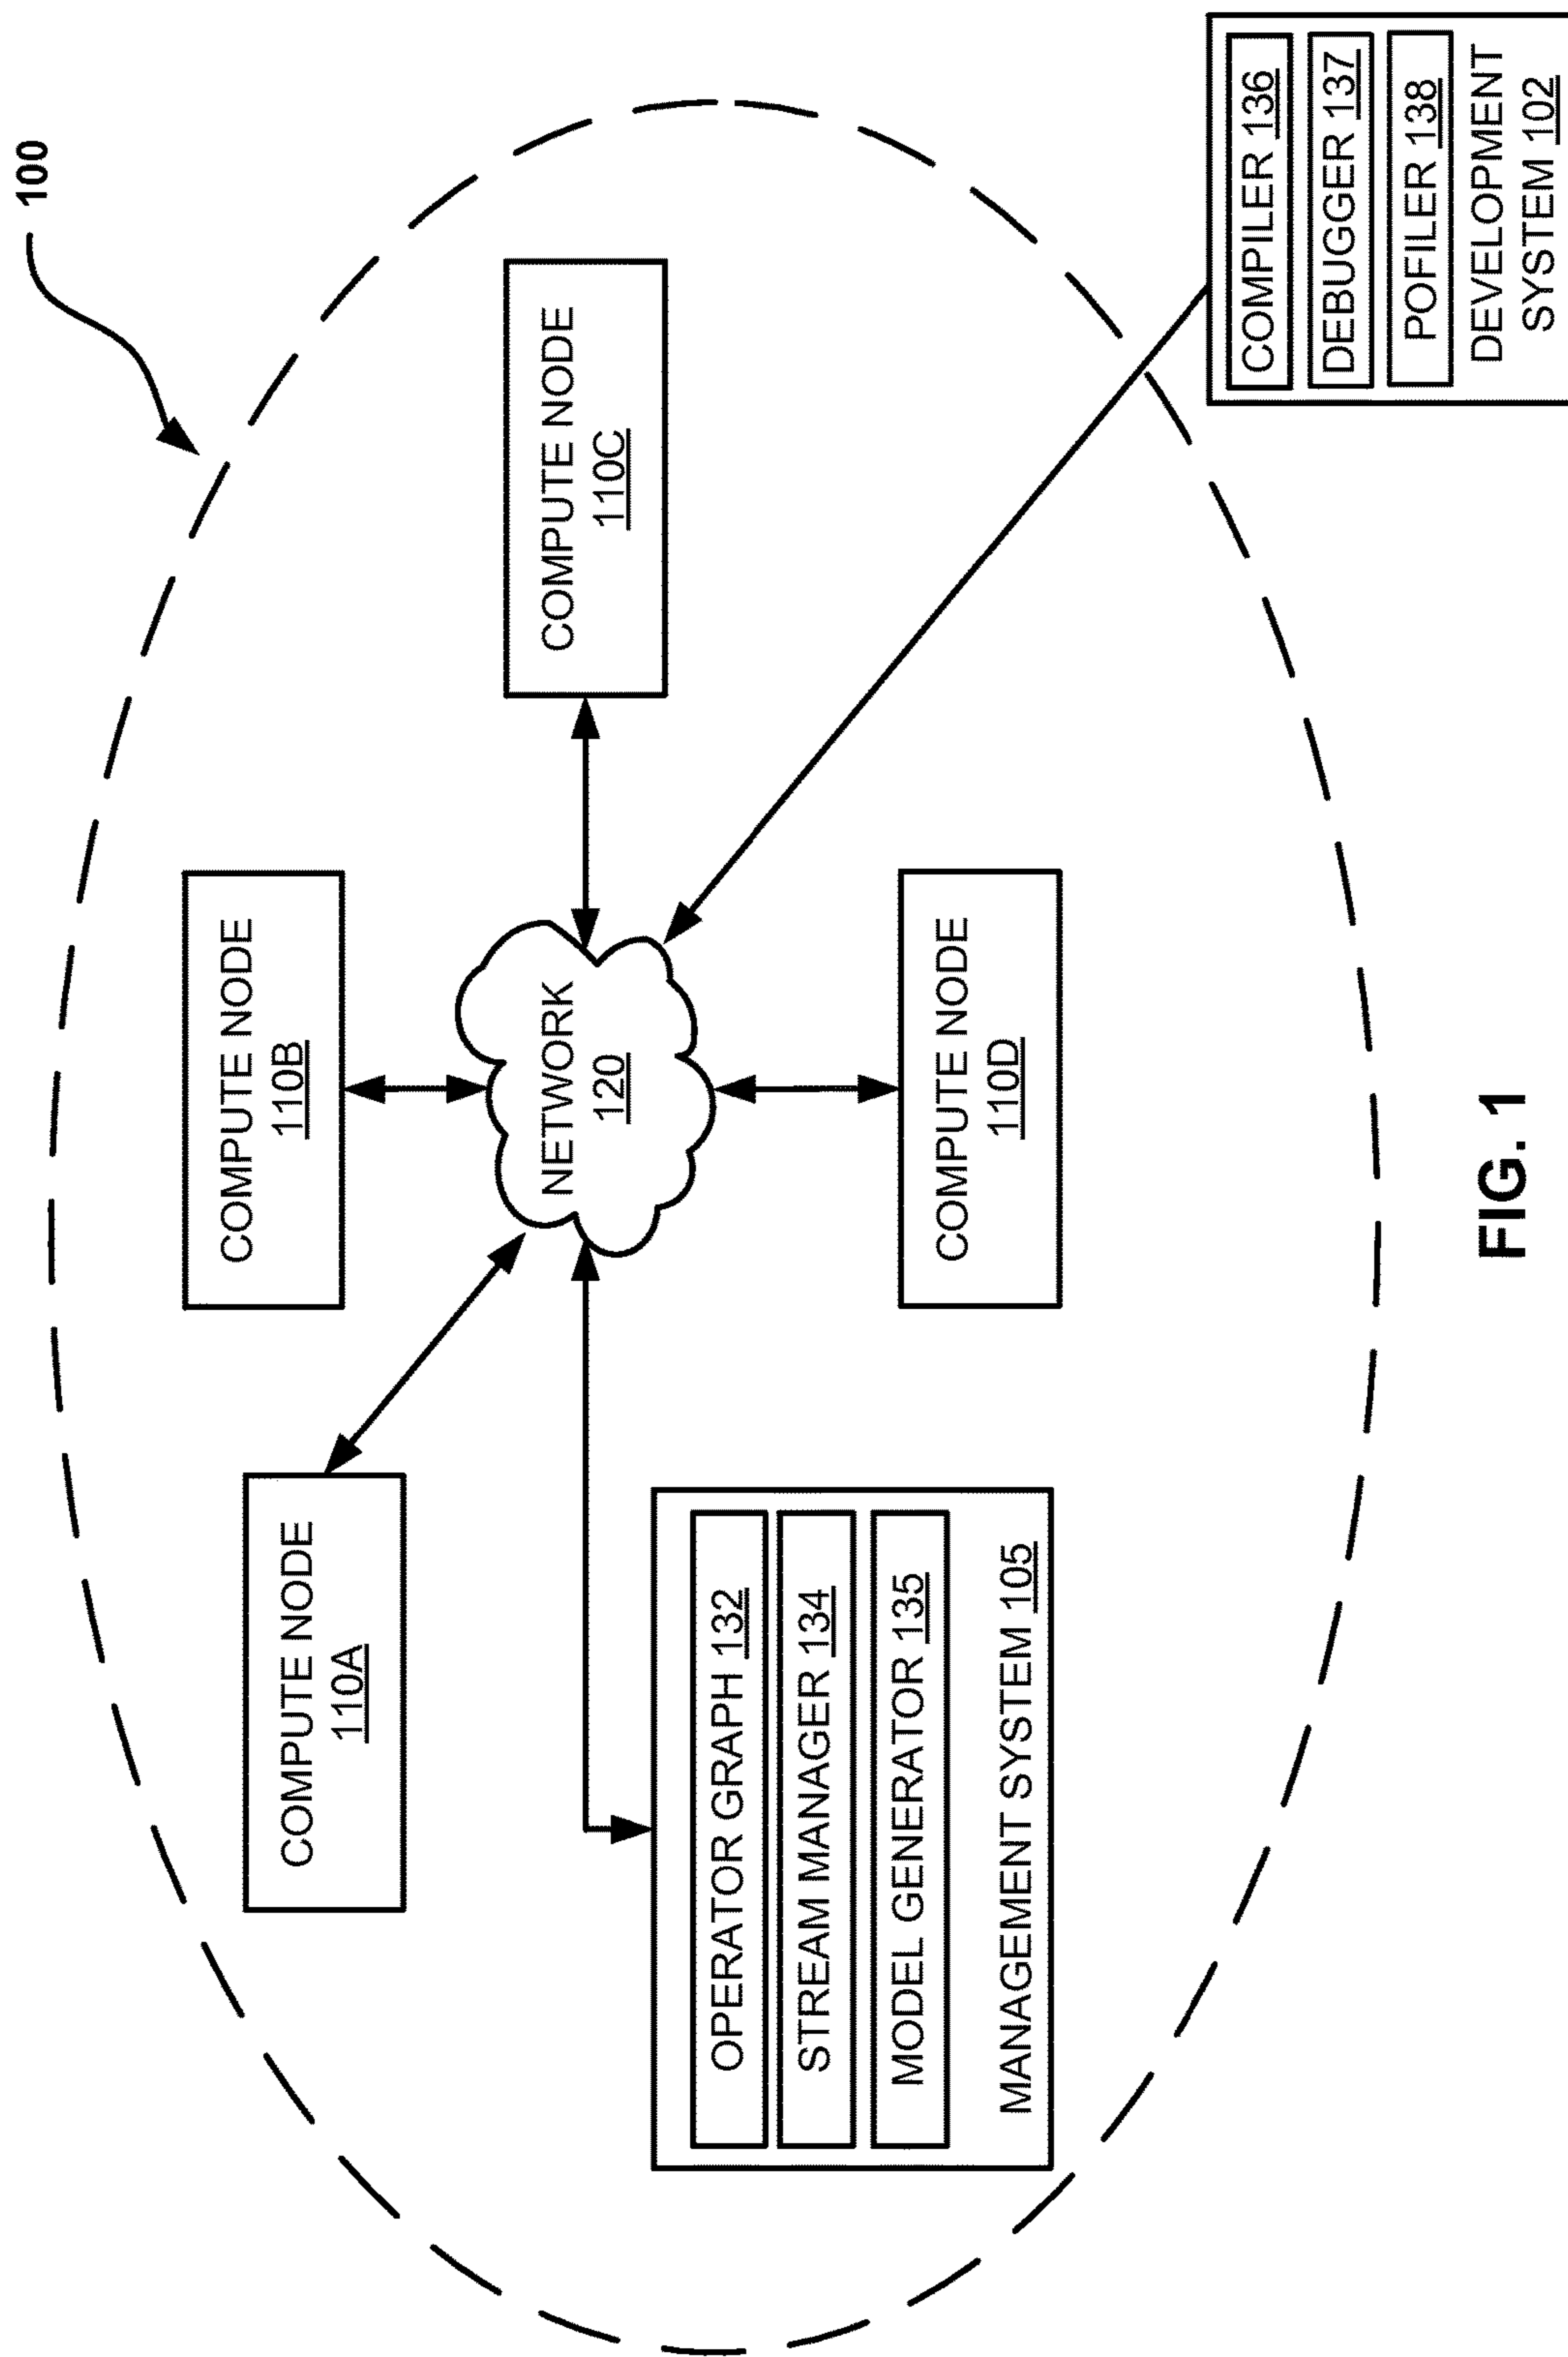 100
COMPUTE NODE
110A
COMPUTE NODE
110B
COMPUTE NODE
110C
NETWORK
120
OPERATOR GRAPH 132
STREAM MANAGER 134
MODEL GENERATOR 135
MANAGEMENT SYSTEM 105
COMPUTE NODE
110D
COMPILER 136
DEBUGGER 137
POFILER 138
DEVELOPMENT
SYSTEM 102
FIG. 1